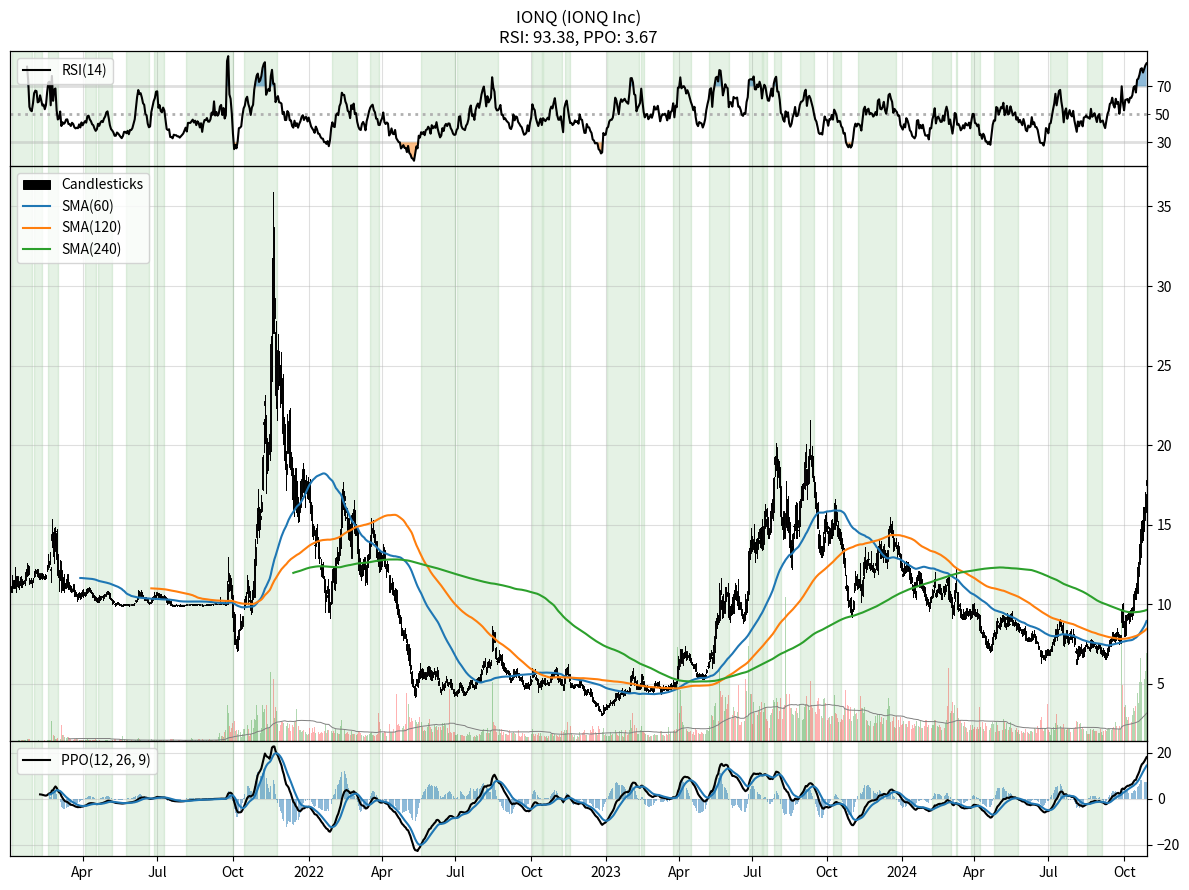 IONQ (IONQ Inc)
RSI: 93.38, PPO: 3.67
RSI(14)
70
50
30
Candlesticks
SMA(60)
SMA(120)
SMA(240)
35
30
25
20
15
10
5
PPO(12, 26, 9)
20
0
−20
Apr Jul Oct 2022 Apr Jul Oct 2023 Apr Jul Oct 2024 Apr Jul Oct